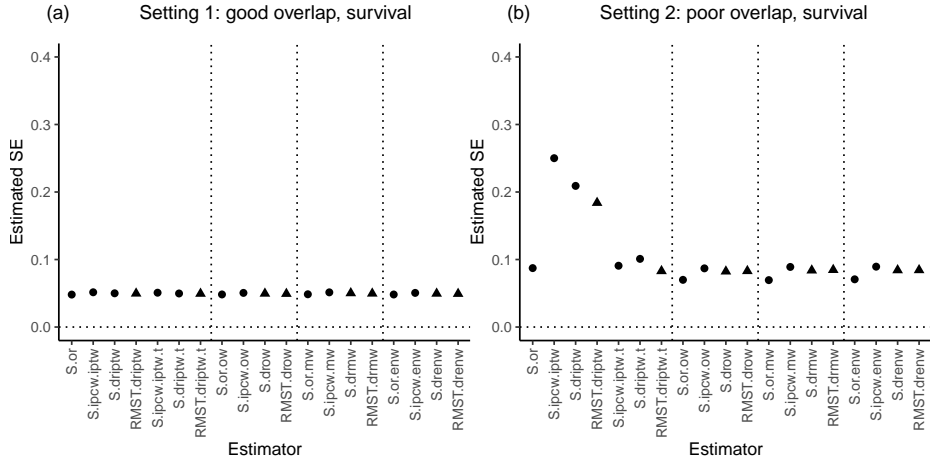 (a) Setting 1: good overlap, survival
0.4
0.3
0.2
0.1
0.0
Estimated SE
S.or
S.ipcw.iptw
S.driptw
RMST.driptw
S.ipcw.iptw.t
S.driptw.t
RMST.driptw.t
S.or.ow
S.ipcw.ow
S.drow
RMST.drow
S.or.mw
S.ipcw.mw
S.drmw
RMST.drmw
S.or.enw
S.ipcw.enw
S.drenw
RMST.drenw
Estimator
(b) Setting 2: poor overlap, survival
0.4
0.3
0.2
0.1
0.0
Estimated SE
S.or
S.ipcw.iptw
S.driptw
RMST.driptw
S.ipcw.iptw.t
S.driptw.t
RMST.driptw.t
S.or.ow
S.ipcw.ow
S.drow
RMST.drow
S.or.mw
S.ipcw.mw
S.drmw
RMST.drmw
S.or.enw
S.ipcw.enw
S.drenw
RMST.drenw
Estimator